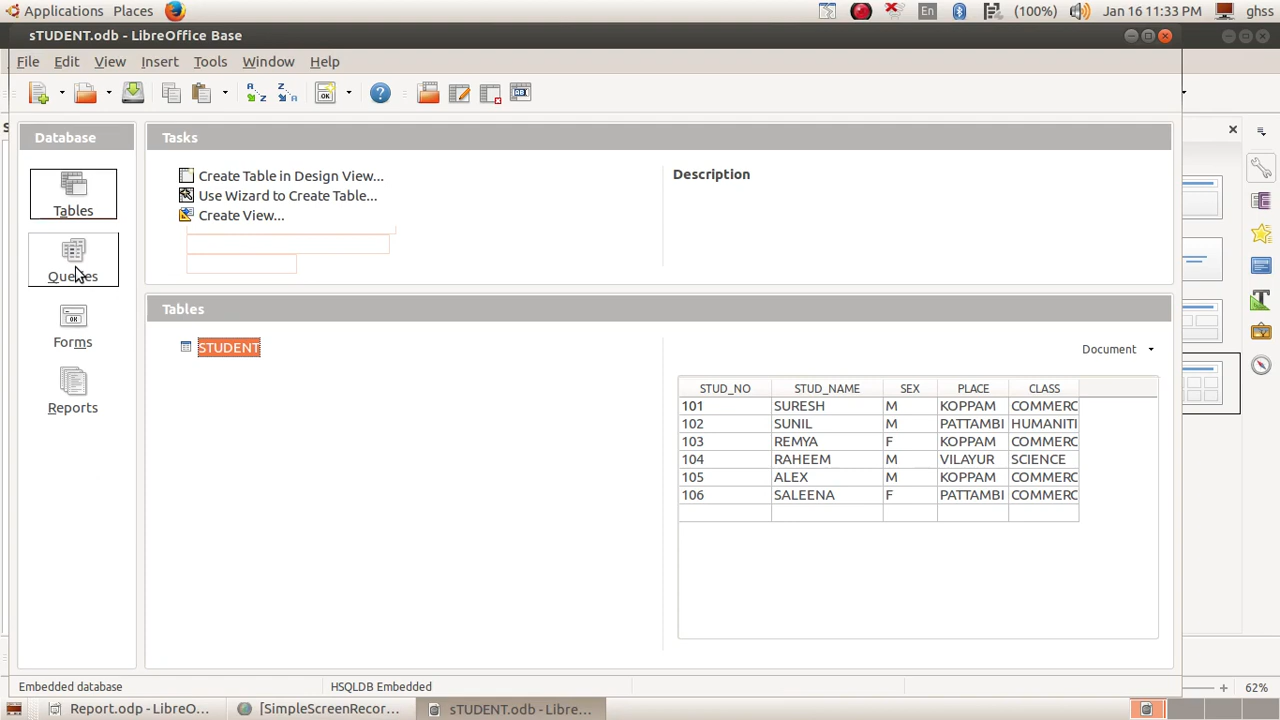 Applications Places En (100%) Jan 16 11:33 PM ghss
sTUDENT.odb - LibreOffice Base
File Edit View Insert Tools Window Help
Database
Tables
Queries
Forms
Reports
Tasks
Create Table in Design View...
Use Wizard to Create Table...
Create View...
Description
Tables
STUDENT
Document
STUD_NO STUD_NAME SEX PLACE CLASS
101 SURESH M KOPPAM COMMERC
102 SUNIL M PATTAMBI HUMANITI
103 REMYA F KOPPAM COMMERC
104 RAHEEM M VILAYUR SCIENCE
105 ALEX M KOPPAM COMMERC
106 SALEENA F PATTAMBI COMMERC
Embedded database HSQLDB Embedded
62%
Report.odp - LibreO... [SimpleScreenRecor... sTUDENT.odb - Libre...